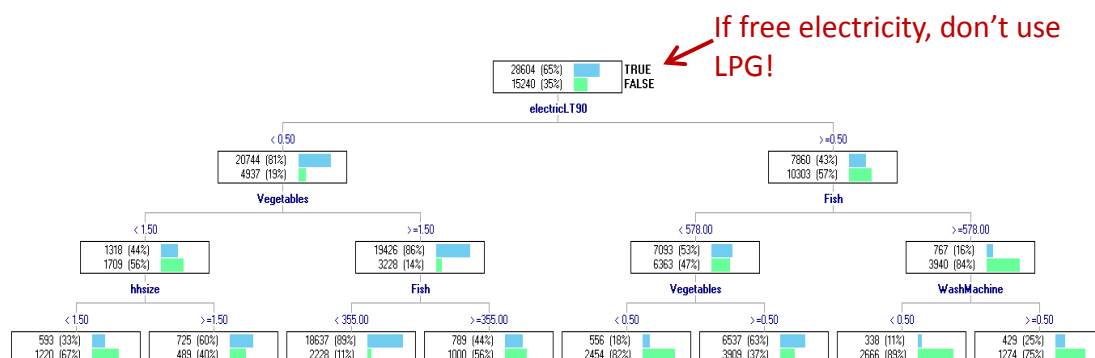 If free electricity, don't use
LPG!
28604 (65%) TRUE
15240 (35%) FALSE
electricLT90
< 0.50 >=0.50
20744 (81%) 7860 (43%)
4937 (19%) 10303 (57%)
Vegetables Fish
< 1.50 >=1.50 < 578.00 >=578.00
1318 (44%) 19426 (86%) 7093 (53%) 767 (16%)
1709 (56%) 3228 (14%) 6363 (47%) 3940 (84%)
hhsize Fish Vegetables WashMachine
< 1.50 >=1.50 < 355.00 >=355.00 < 0.50 >=0.50 < 0.50 >=0.50
593 (33%) 725 (60%) 18637 (89%) 789 (44%) 556 (18%) 6537 (63%) 338 (11%) 429 (25%)
1220 (67%) 489 (40%) 2228 (11%) 1000 (56%) 2454 (82%) 3909 (37%) 2666 (89%) 1274 (75%)